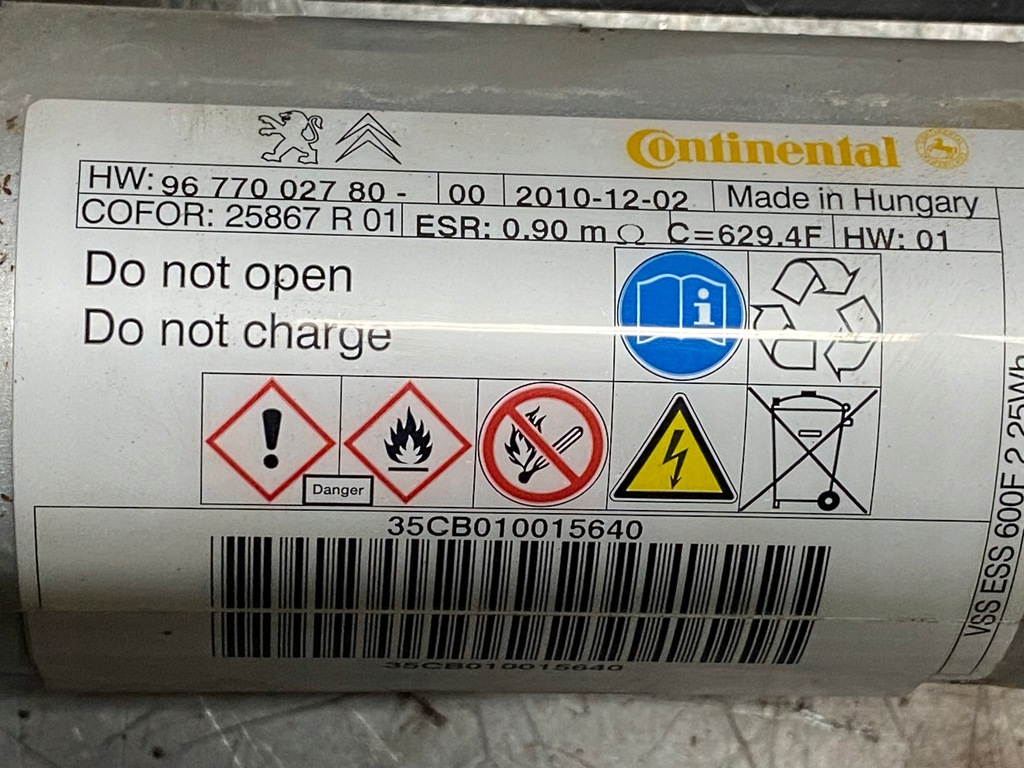 Continental
HW: 96 770 027 80 - 00 2010-12-02 Made in Hungary
COFOR: 25867 R 01 ESR: 0.90 m Ω C=629.4F HW: 01
Do not open
Do not charge
i
Danger
35CB010015640
35CB010015640
VSS ESS 600F 2.25Wh